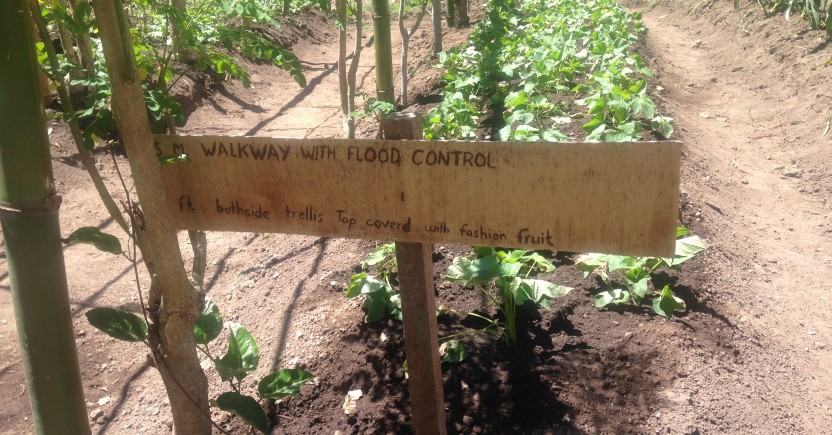 S M WALKWAY WITH FLOOD CONTROL
ft. bothside trellis Top coverd with fashion fruit